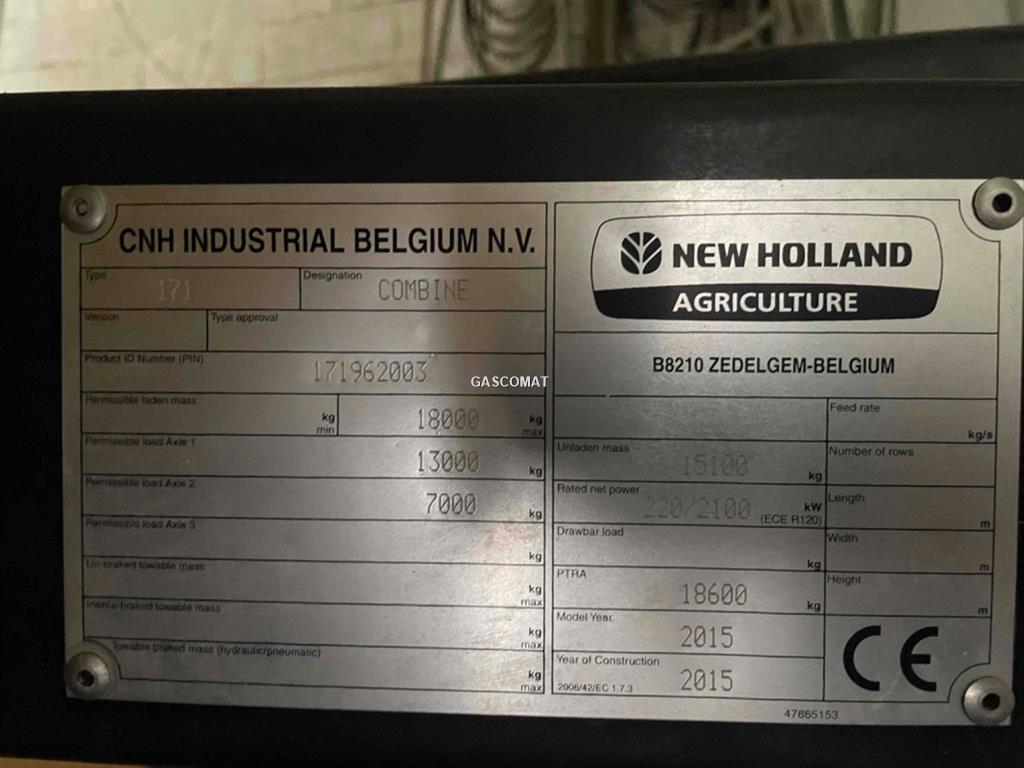 CNH INDUSTRIAL BELGIUM N.V.
Type
171
Designation
COMBINE
Version
Type approval
Product ID Number (PIN)
171962003
Permissible laden mass
kg
min
18000
kg
max
Permissible load Axle 1
13000
kg
Permissible load Axle 2
7000
kg
Permissible load Axle 3
kg
Un-braked towable mass
kg
max
Inertia-braked towable mass
kg
max
Towable braked mass (hydraulic/pneumatic)
kg
max
NEW HOLLAND
AGRICULTURE
B8210 ZEDELGEM-BELGIUM
Feed rate
kg/s
Unladen mass
15100
kg
Number of rows
Rated net power
220/2100
kW
(ECE R120)
Length
m
Drawbar load
kg
Width
m
PTRA
18600
kg
Height
m
Model Year
2015
Year of Construction
2006/42/EC 1.7.3
2015
CE
47665153
GASCOMAT